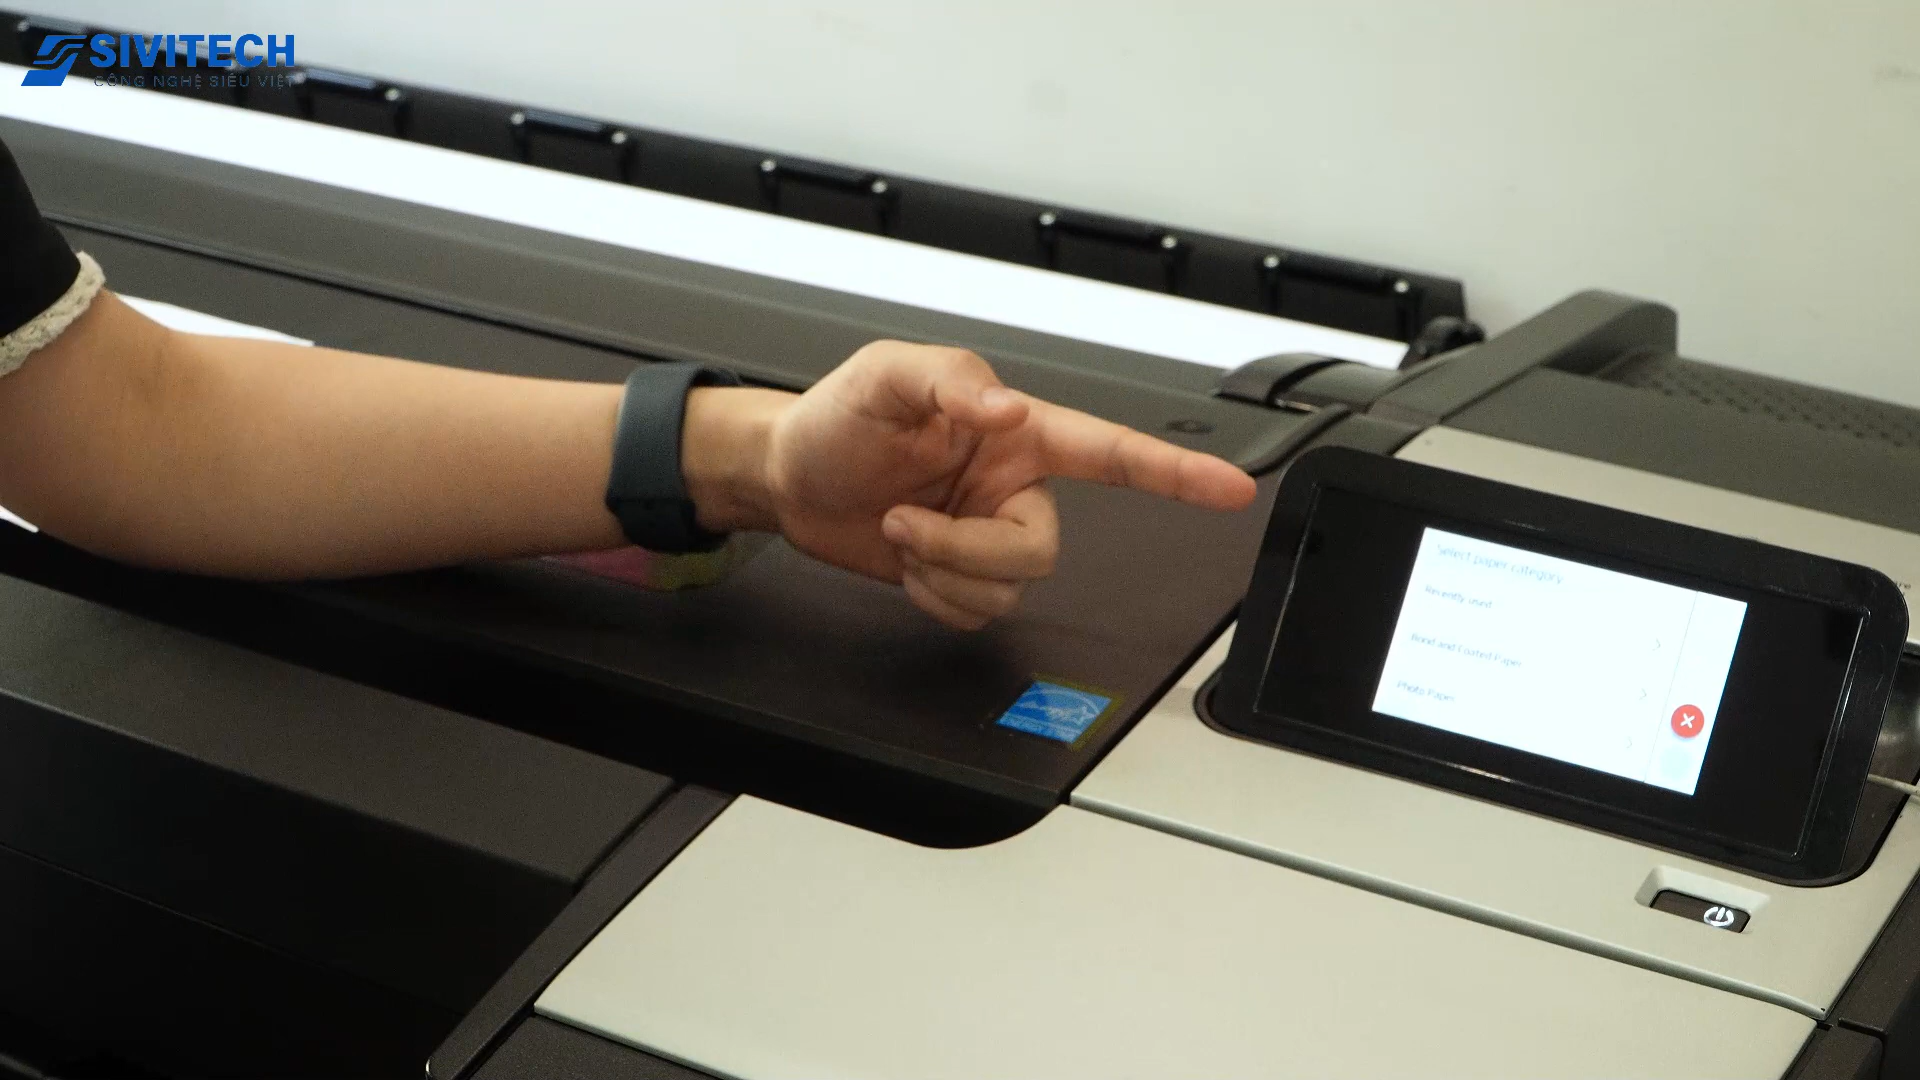 SIVITECH
CÔNG NGHỆ SIÊU VIỆT
Select paper category
Recently used
Bond and Coated Paper
Photo Paper